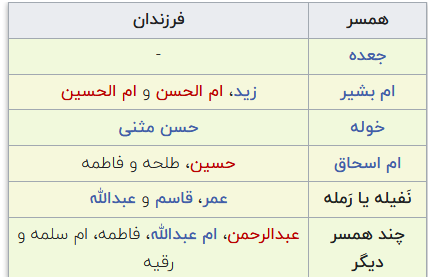 همسر	فرزندان
جعده	-
ام بشیر	زید، ام الحسن و ام الحسین
خوله	حسن مثنی
ام اسحاق	حسین، طلحه و فاطمه
نَفیله یا رَمله	عمر، قاسم و عبدالله
چند همسر	عبدالرحمن، ام عبدالله، فاطمه، ام سلمه و
دیگر	رقیه